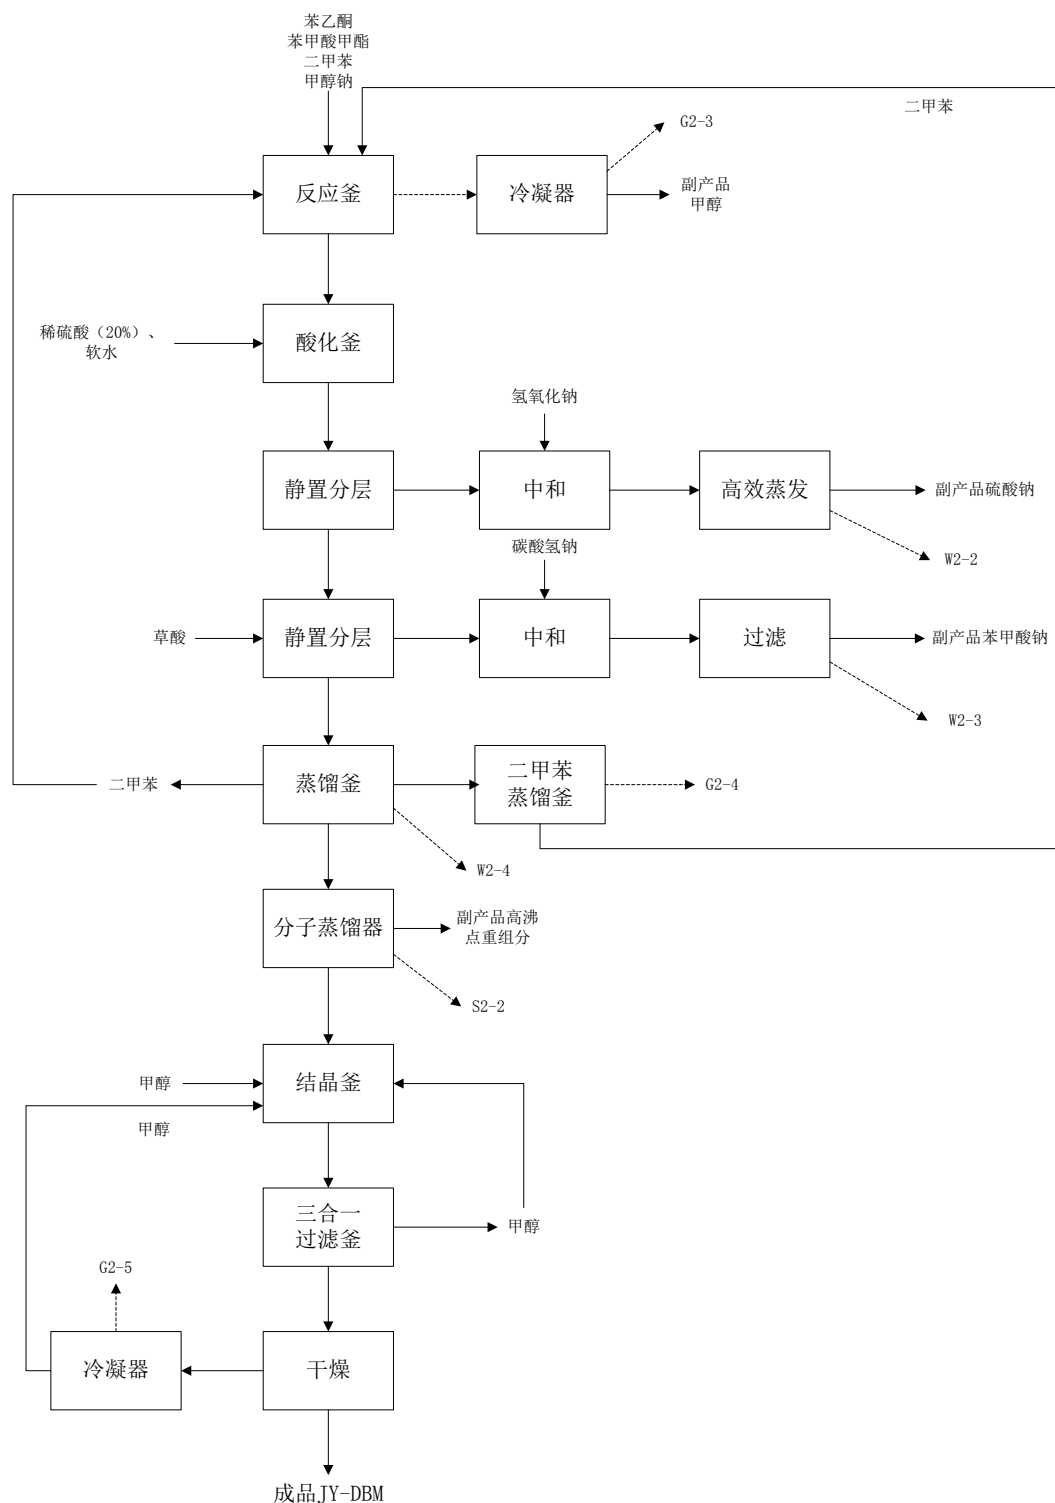 苯乙酮
苯甲酸甲酯
二甲苯
甲醇钠
二甲苯
G2-3
反应釜
冷凝器
副产品
甲醇
稀硫酸（20%）、
软水
酸化釜
氢氧化钠
静置分层
中和
高效蒸发
副产品硫酸钠
W2-2
碳酸氢钠
草酸
静置分层
中和
过滤
副产品苯甲酸钠
W2-3
二甲苯
蒸馏釜
二甲苯
蒸馏釜
G2-4
W2-4
分子蒸馏器
副产品高沸
点重组分
S2-2
甲醇
结晶釜
甲醇
三合一
过滤釜
甲醇
G2-5
冷凝器
干燥
成品JY-DBM